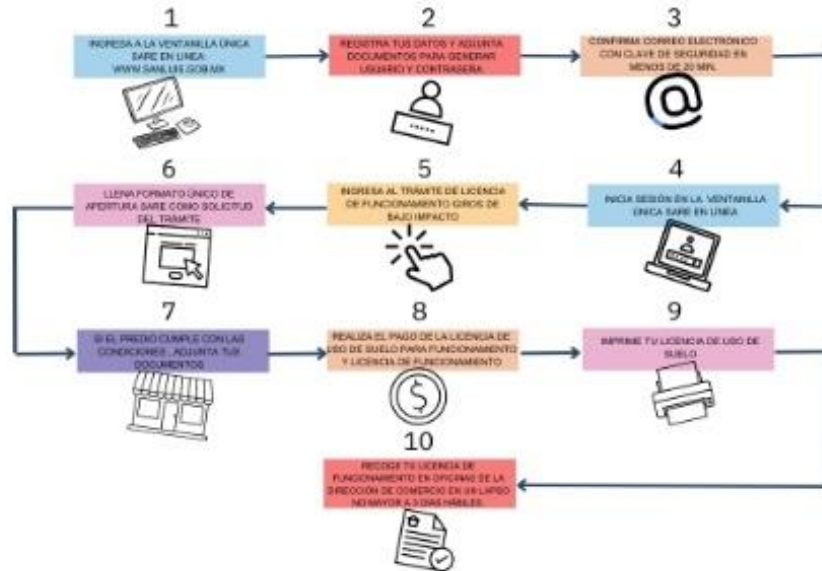 1
INGRESA A LA VENTANILLA ÚNICA
SARE EN LINEA:
WWW.SANLUIS.GOB.MX
2
REGISTRA TUS DATOS Y ADJUNTA
DOCUMENTOS PARA GENERAR
USUARIO Y CONTRASEÑA.
3
CONFIRMA CORREO ELECTRÓNICO
CON CLAVE DE SEGURIDAD EN
MENOS DE 20 MIN.
6
LLENA FORMATO ÚNICO DE
APERTURA SARE COMO SOLICITUD
DEL TRÁMITE
5
INGRESA AL TRÁMITE DE LICENCIA
DE FUNCIONAMIENTO GIROS DE
BAJO IMPACTO
4
INICIA SESIÓN EN LA VENTANILLA
ÚNICA SARE EN LÍNEA
7
SI EL PREDIO CUMPLE CON LAS
CONDICIONES , ADJUNTA TUS
DOCUMENTOS
8
REALIZA EL PAGO DE LA LICENCIA DE
USO DE SUELO PARA FUNCIONAMIENTO
Y LICENCIA DE FUNCIONAMIENTO
9
IMPRIME TU LICENCIA DE USO DE
SUELO
10
RECOGE TU LICENCIA DE
FUNCIONAMIENTO EN OFICINAS DE LA
DIRECCIÓN DE COMERCIO EN UN LAPSO
NO MAYOR A 3 DÍAS HÁBILES.